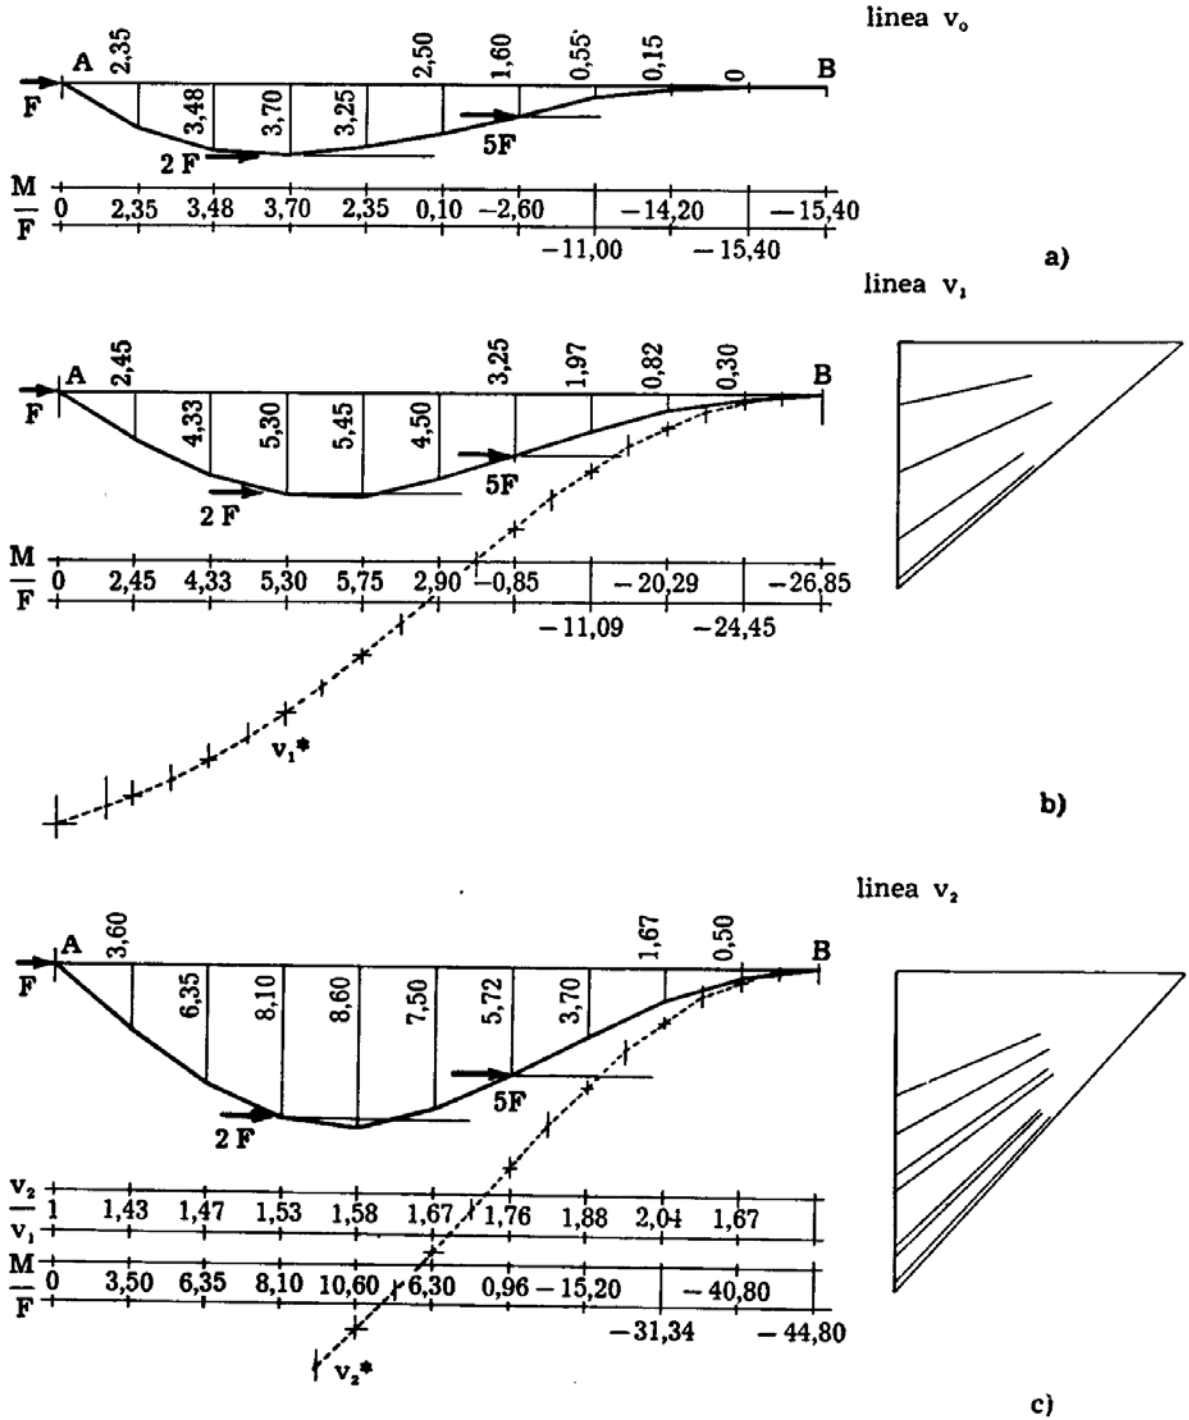 linea v₀
A 2,35 3,48 3,70 3,25 2,50 1,60 0,55 0,15 0 B
F 2 F 5F
M/F 0 2,35 3,48 3,70 2,35 0,10 −2,60 −14,20 −15,40
−11,00 −15,40
a)
linea v₁
A 2,45 4,33 5,30 5,45 4,50 3,25 1,97 0,82 0,30 B
F 2 F 5F
M/F 0 2,45 4,33 5,30 5,75 2,90 −0,85 −20,29 −26,85
−11,09 −24,45
v₁*
b)
linea v₂
A 3,60 6,35 8,10 8,60 7,50 5,72 3,70 1,67 0,50 B
F 2 F 5F
v₂/v₁ 1 1,43 1,47 1,53 1,58 1,67 1,76 1,88 2,04 1,67
M/F 0 3,50 6,35 8,10 10,60 6,30 0,96 −15,20 −40,80
−31,34 −44,80
v₂*
c)